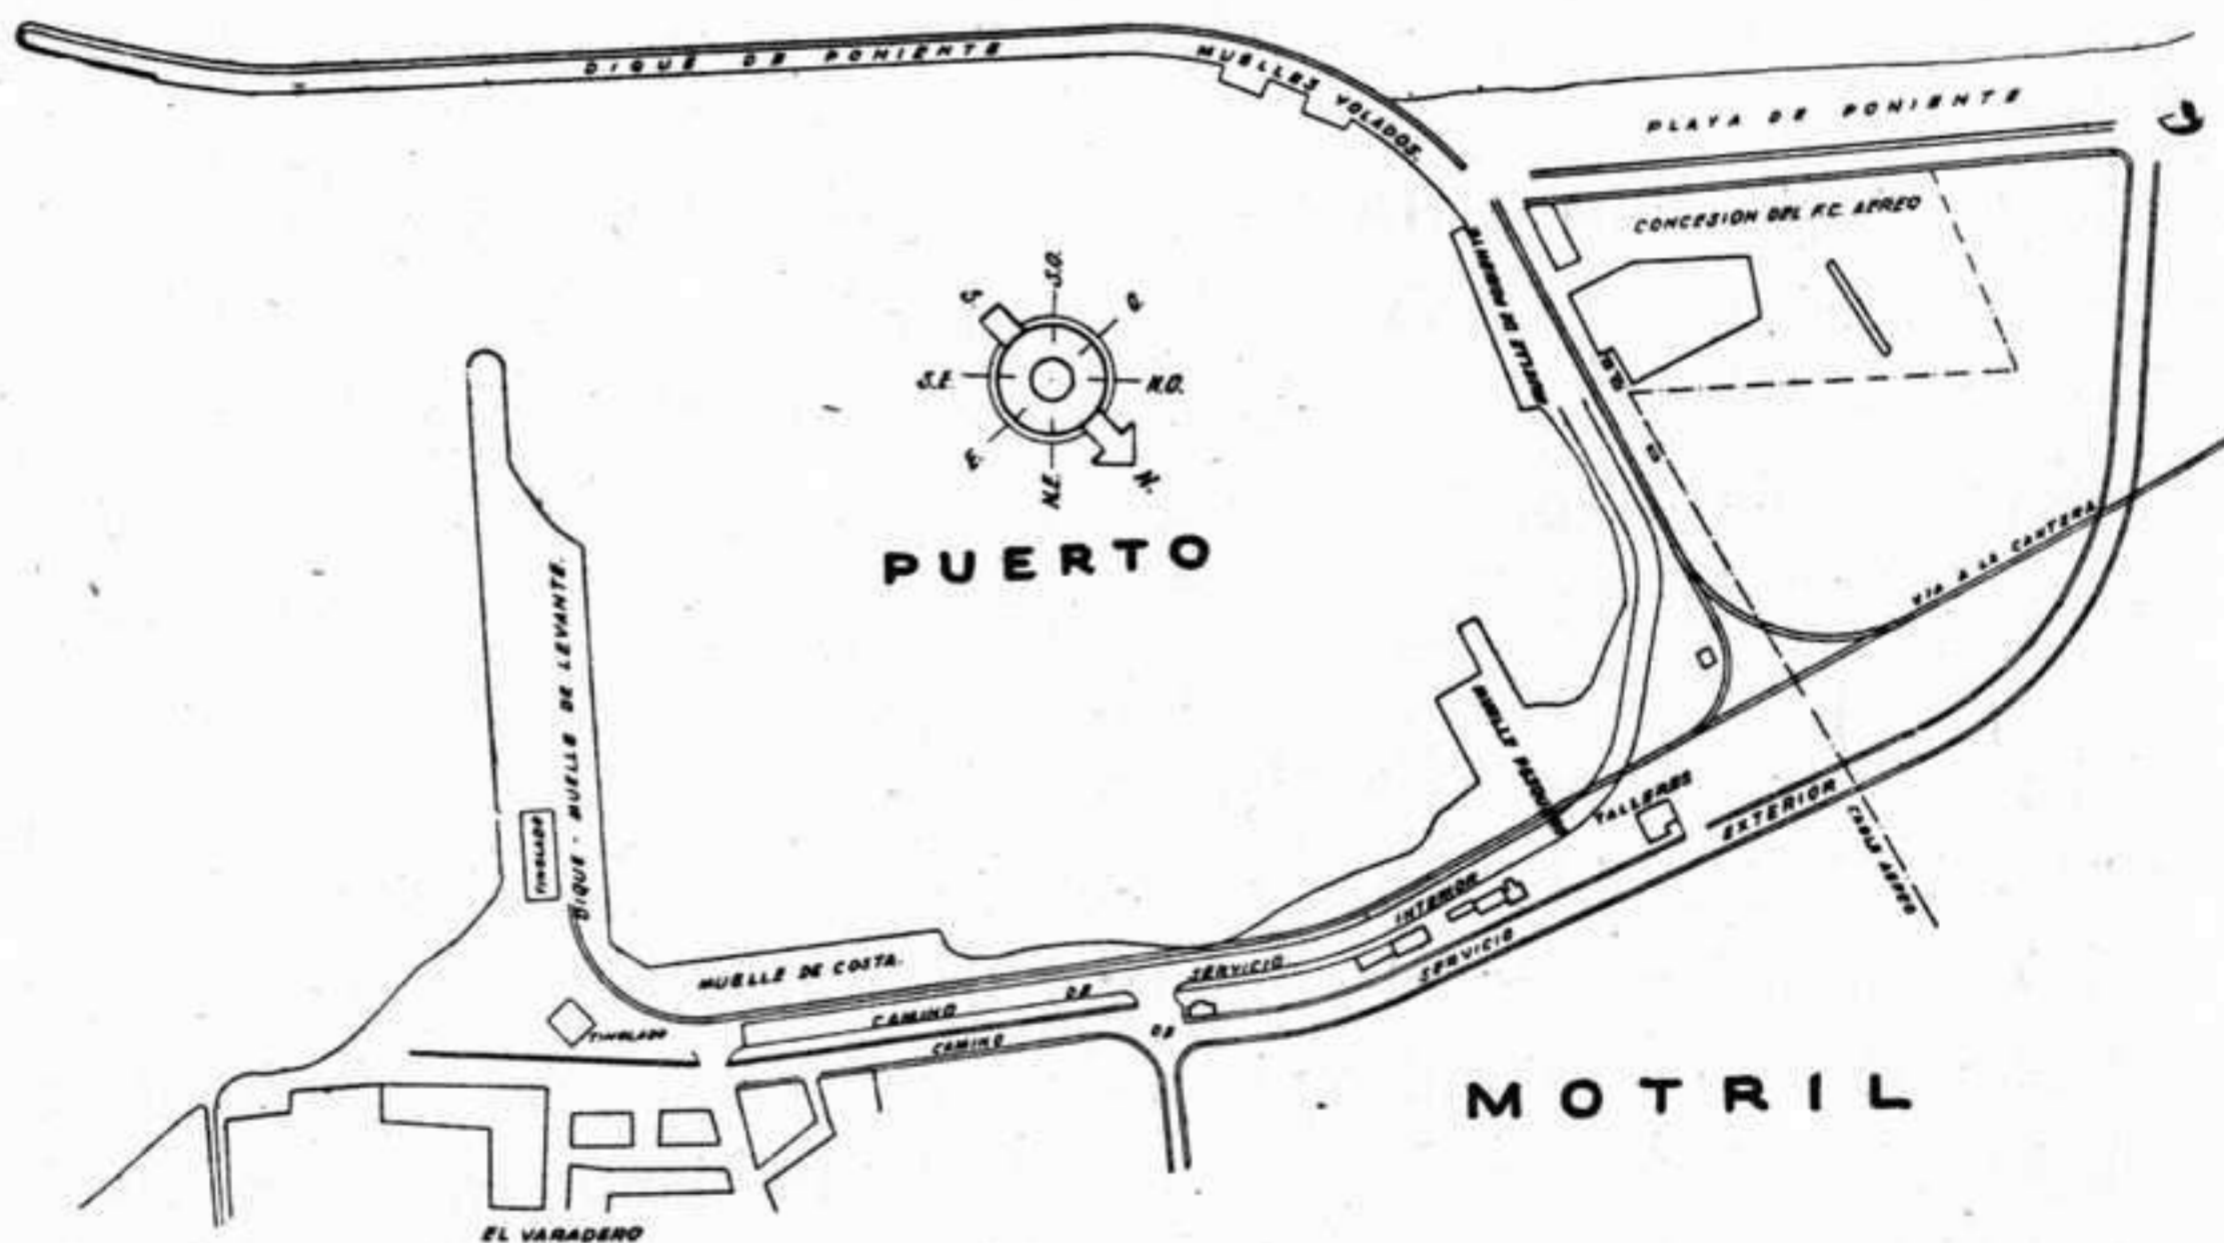 DIQUE DE PONIENTE
MUELLES VOLADOS.
PLAYA DE PONIENTE
CONCESION DEL F.C. AEREO
S.O.
S.
O.
S.E.
N.O.
E.
N.
N.E.
PUERTO
VIA A LA CANTERA
DIQUE - MUELLE DE LEVANTE.
TINGLADO
TALLERES
EXTERIOR
CABLE AEREO
INTERIOR
SERVICIO
SERVICIO
MUELLE DE COSTA.
DE
CAMINO
DE
CAMINO
TINGLADO
MOTRIL
EL VARADERO